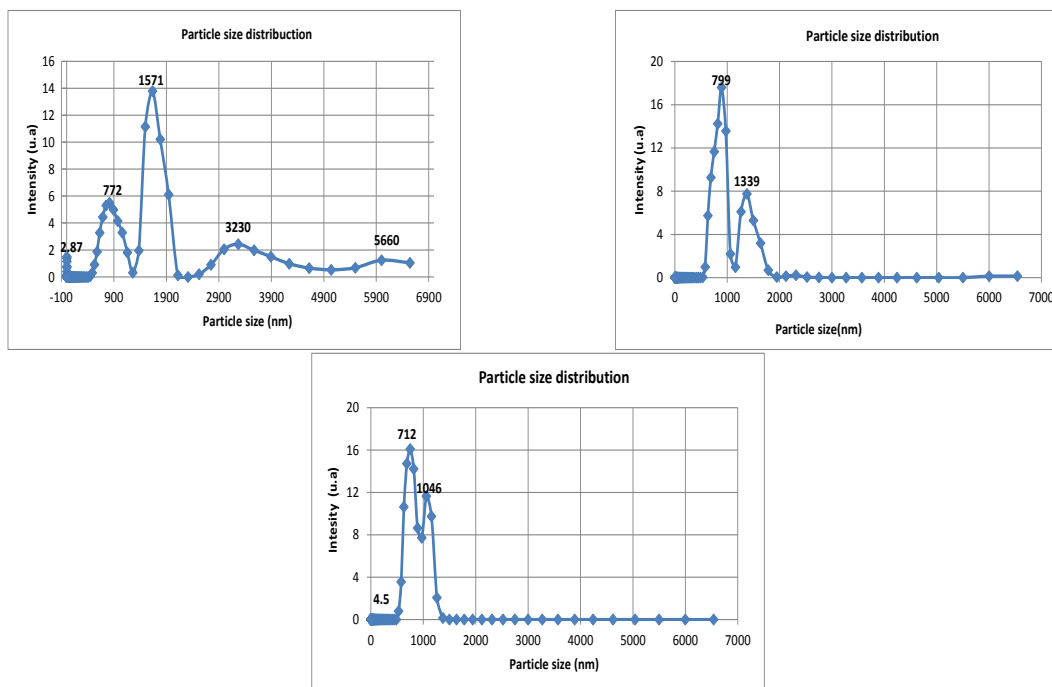 Particle size distribuction
16
14
12
10
8
6
4
2
0
Intensity (u.a)
2.87
772
1571
3230
5660
-100 900 1900 2900 3900 4900 5900 6900
Particle size (nm)
Particle size distribution
20
16
12
8
4
0
Intensity (u.a)
799
1339
0 1000 2000 3000 4000 5000 6000 7000
Particle size(nm)
Particle size distribution
20
16
12
8
4
0
Intesity (u.a)
4.5
712
1046
0 1000 2000 3000 4000 5000 6000 7000
Particle size (nm)